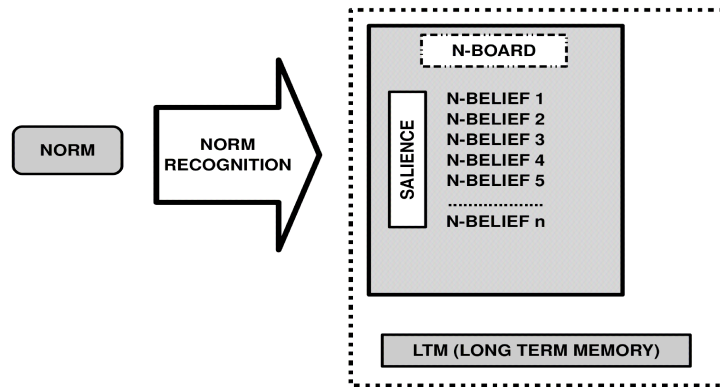 NORM
NORM
RECOGNITION
N-BOARD
SALIENCE
N-BELIEF 1
N-BELIEF 2
N-BELIEF 3
N-BELIEF 4
N-BELIEF 5
..................
N-BELIEF n
LTM (LONG TERM MEMORY)